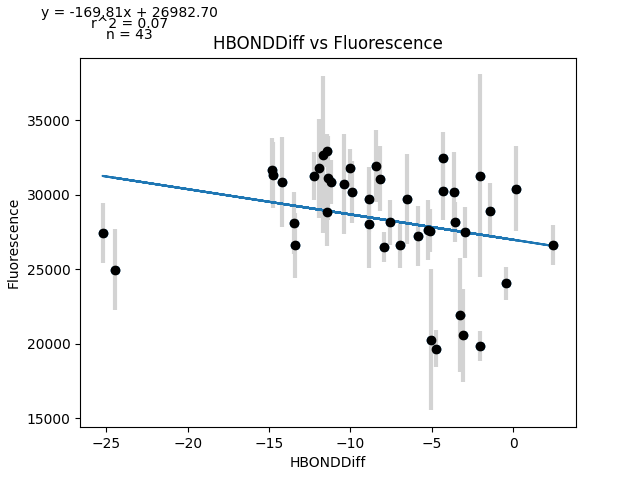 y = -169.81x + 26982.70
r^2 = 0.07
n = 43
HBONDDiff vs Fluorescence
Fluorescence
35000
30000
25000
20000
15000
−25
−20
−15
−10
−5
0
HBONDDiff